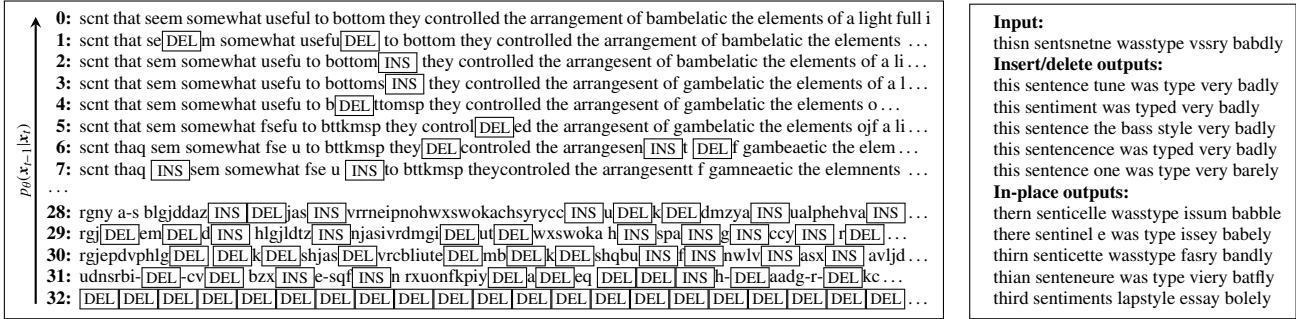 0: scnt that seem somewhat useful to bottom they controlled the arrangement of bambelatic the elements of a light full i
1: scnt that se DEL m somewhat usefu DEL to bottom they controlled the arrangement of bambelatic the elements ...
2: scnt that sem somewhat usefu to bottom INS they controlled the arrangesent of bambelatic the elements of a li ...
3: scnt that sem somewhat usefu to bottoms INS they controlled the arrangesent of gambelatic the elements of a l ...
4: scnt that sem somewhat usefu to b DEL ttomsp they controlled the arrangesent of gambelatic the elements o ...
5: scnt that sem somewhat fsefu to bttkmsp they control DEL ed the arrangesent of gambelatic the elements ojf a li ...
6: scnt thaq sem somewhat fse u to bttkmsp they DEL controled the arrangesen INS t DEL f gambeaetic the elem ...
7: scnt thaq INS sem somewhat fse u INS to bttkmsp theycontroled the arrangesentt f gamneaetic the elemnents ...
...
28: rgny a-s blgjddaz INS DEL jas INS vrrneipnohwxswokachsyrycc INS u DEL k DEL dmzya INS ualphehva INS ...
29: rgj DEL em DEL d INS hlgjldtz INS njasivrdmgi DEL ut DEL wxswoka h INS spa INS g INS ccy INS r DEL ...
30: rgjepdvphlg DEL DEL k DEL shjas DEL vrcbliute DEL mb DEL k DEL shqbu INS f INS nwlv INS asx INS avljd ...
31: udnsrbi- DEL -cv DEL bzx INS e-sqf INS n rxuonfkpiy DEL a DEL eq DEL DEL INS h- DEL aadg-r- DEL kc ...
32: DEL DEL DEL DEL DEL DEL DEL DEL DEL DEL DEL DEL DEL DEL DEL DEL DEL DEL DEL DEL DEL ...
pθ(xt−1|xt)
Input:
thisn sentsnetne wasstype vssry babdly
Insert/delete outputs:
this sentence tune was type very badly
this sentiment was typed very badly
this sentence the bass style very badly
this sentencence was typed very badly
this sentence one was type very barely
In-place outputs:
thern senticelle wasstype issum babble
there sentinel e was type issey babely
thirn senticette wasstype fasry bandly
thian senteneure was type viery batfly
third sentiments lapstyle essay bolely